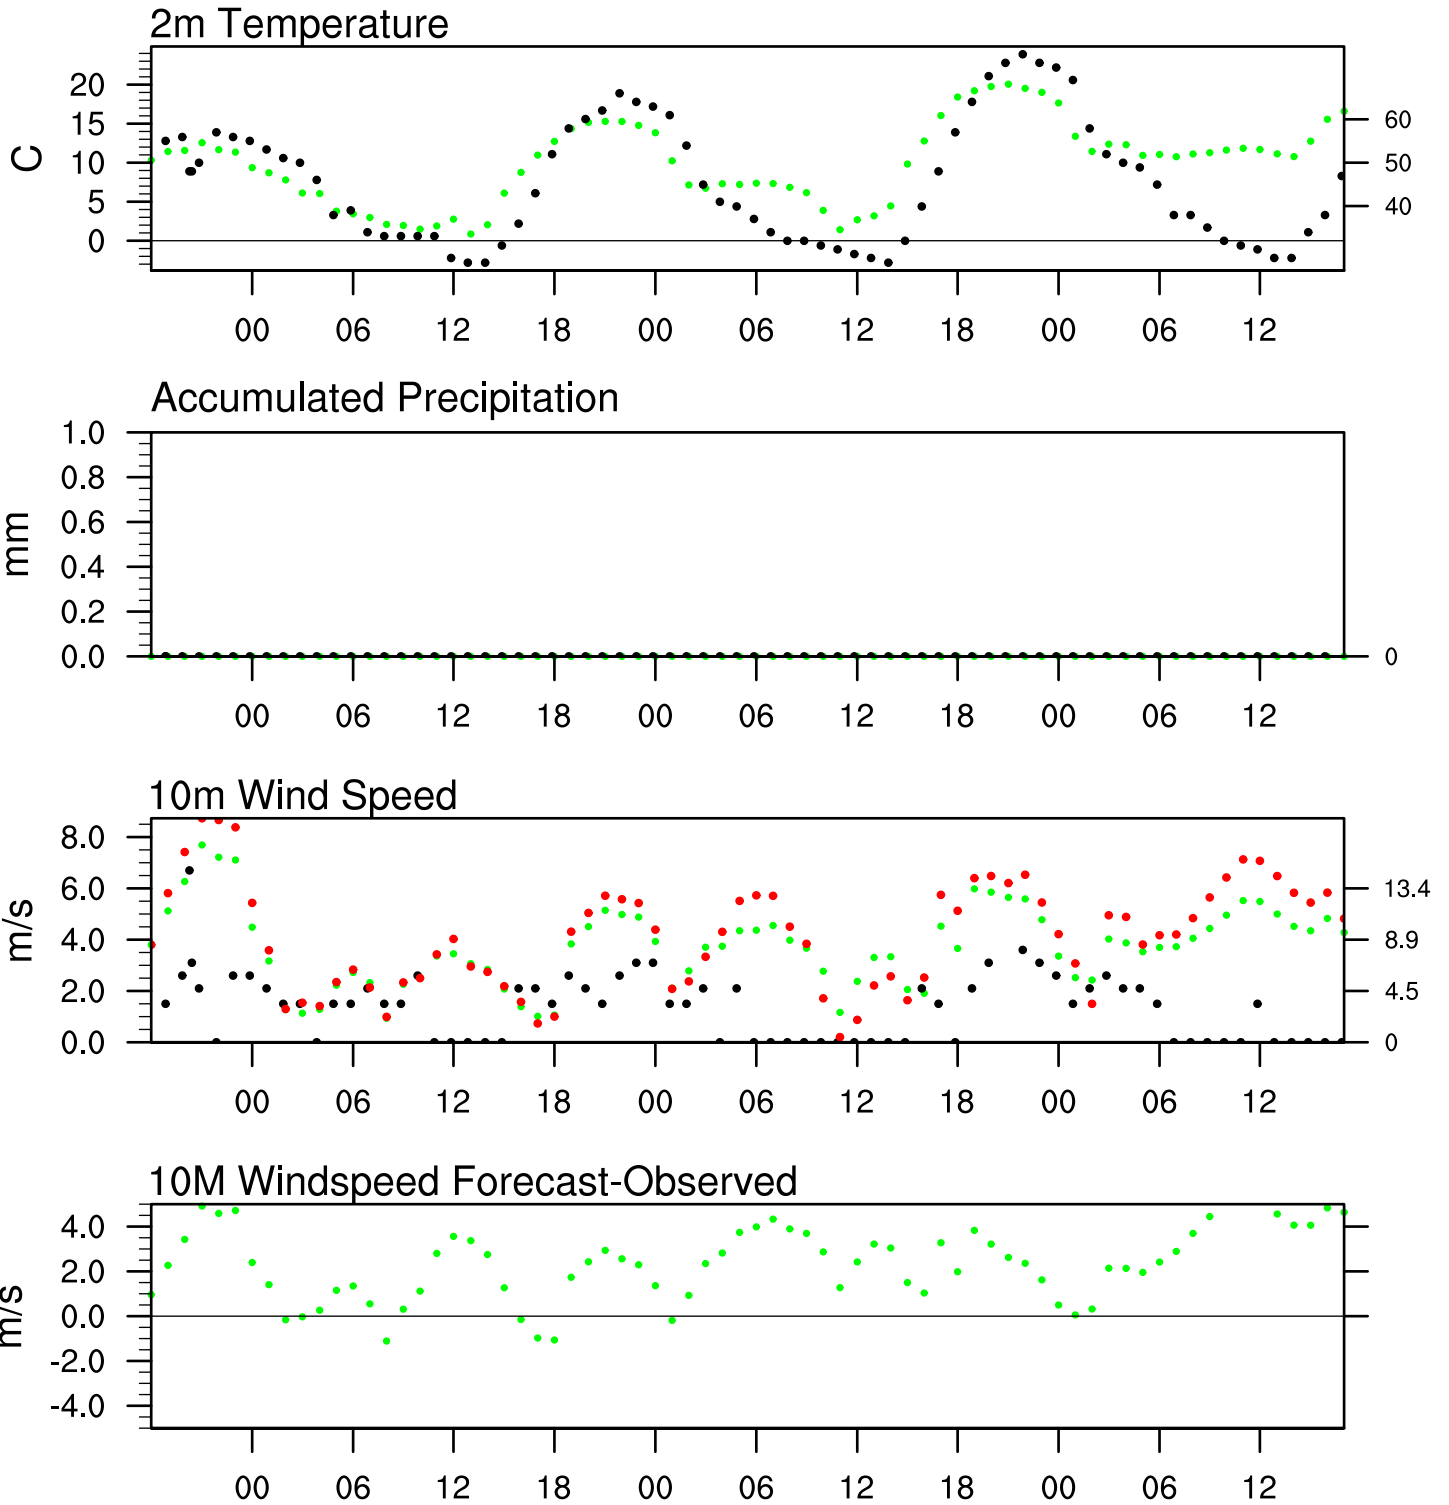 2m Temperature
20
15
10
5
0
C
60
50
40
00 06 12 18 00 06 12 18 00 06 12
Accumulated Precipitation
1.0
0.8
0.6
0.4
0.2
0.0
mm
0
00 06 12 18 00 06 12 18 00 06 12
10m Wind Speed
8.0
6.0
4.0
2.0
0.0
m/s
13.4
8.9
4.5
0
00 06 12 18 00 06 12 18 00 06 12
10M Windspeed Forecast-Observed
4.0
2.0
0.0
-2.0
-4.0
m/s
00 06 12 18 00 06 12 18 00 06 12